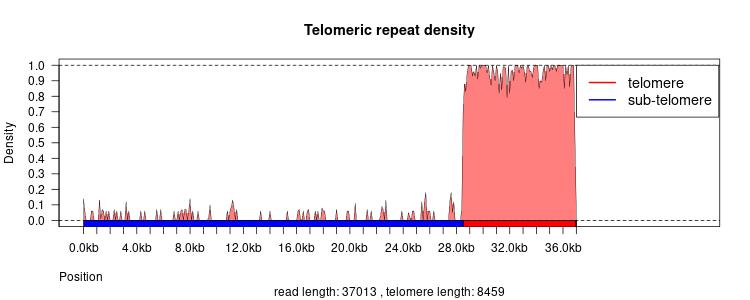 Telomeric repeat density
1.0
0.9
0.8
0.7
0.6
0.5
0.4
0.3
0.2
0.1
0.0
Density
telomere
sub-telomere
0.0kb 4.0kb 8.0kb 12.0kb 16.0kb 20.0kb 24.0kb 28.0kb 32.0kb 36.0kb
Position
read length: 37013 , telomere length: 8459